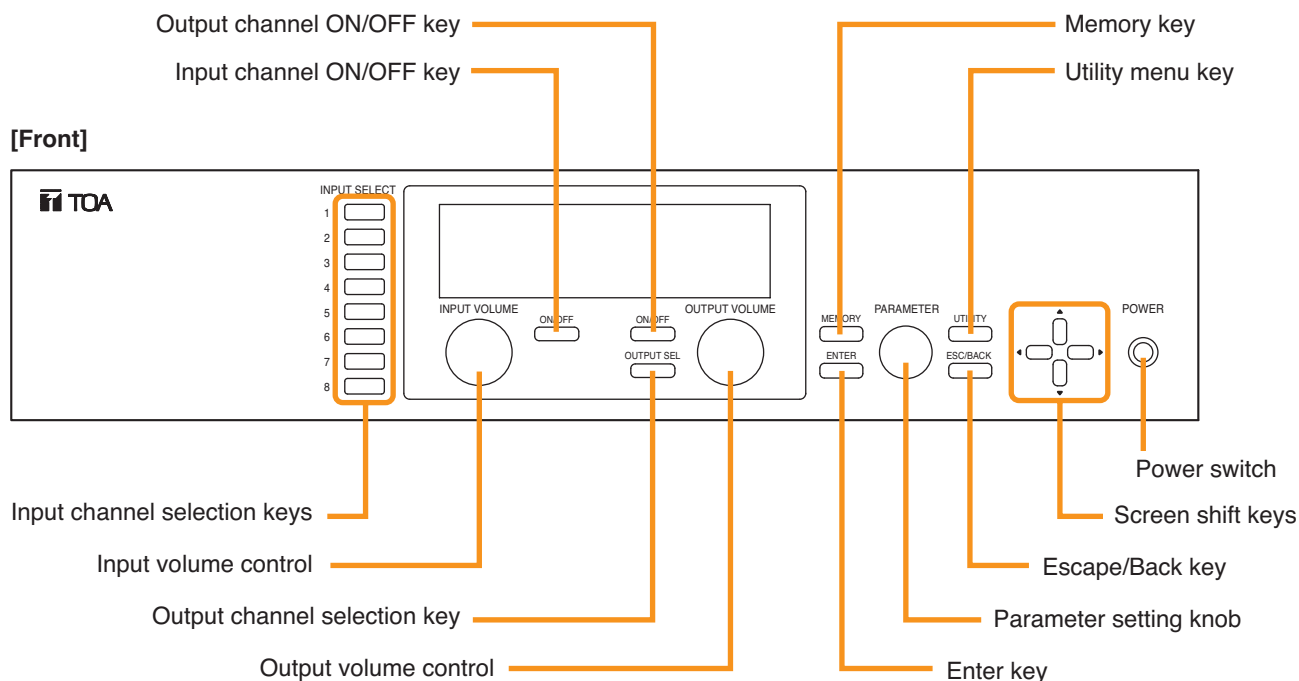 Output channel ON/OFF key
Memory key
Input channel ON/OFF key
Utility menu key
[Front]
TOA
INPUT SELECT
1
2
3
4
5
6
7
8
INPUT VOLUME
ON/OFF
ON/OFF
OUTPUT VOLUME
OUTPUT SEL
MEMORY
PARAMETER
UTILITY
ENTER
ESC/BACK
POWER
Power switch
Input channel selection keys
Screen shift keys
Input volume control
Escape/Back key
Output channel selection key
Parameter setting knob
Output volume control
Enter key